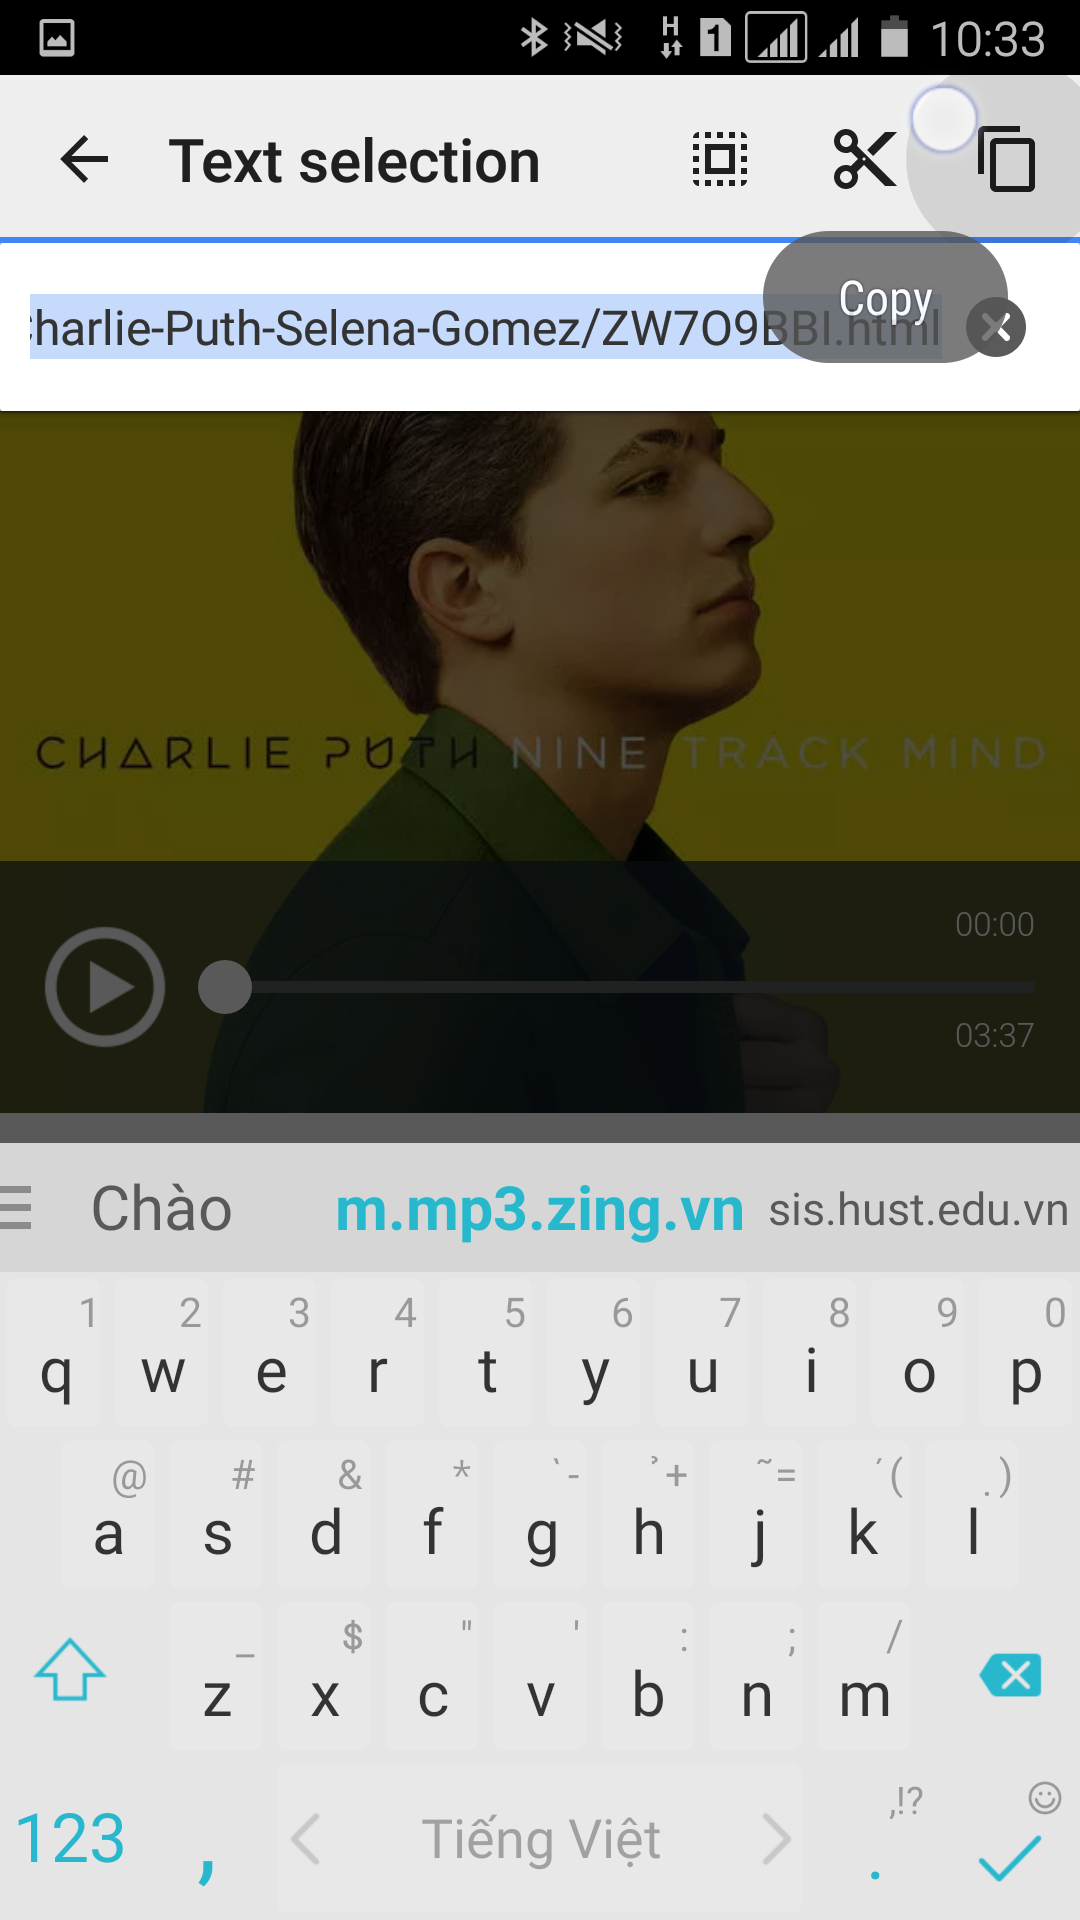 H 1 10:33
Text selection
Copy
Charlie-Puth-Selena-Gomez/ZW7O9BBI.html
CHARLIE PUTH NINE TRACK MIND
00:00
03:37
Chào m.mp3.zing.vn sis.hust.edu.vn
1 2 3 4 5 6 7 8 9 0
q w e r t y u i o p
@ # & * ` - ̉ + ~ = ´ ( . )
a s d f g h j k l
_ $ " ' : ; /
z x c v b n m
,!?
123 , Tiếng Việt .